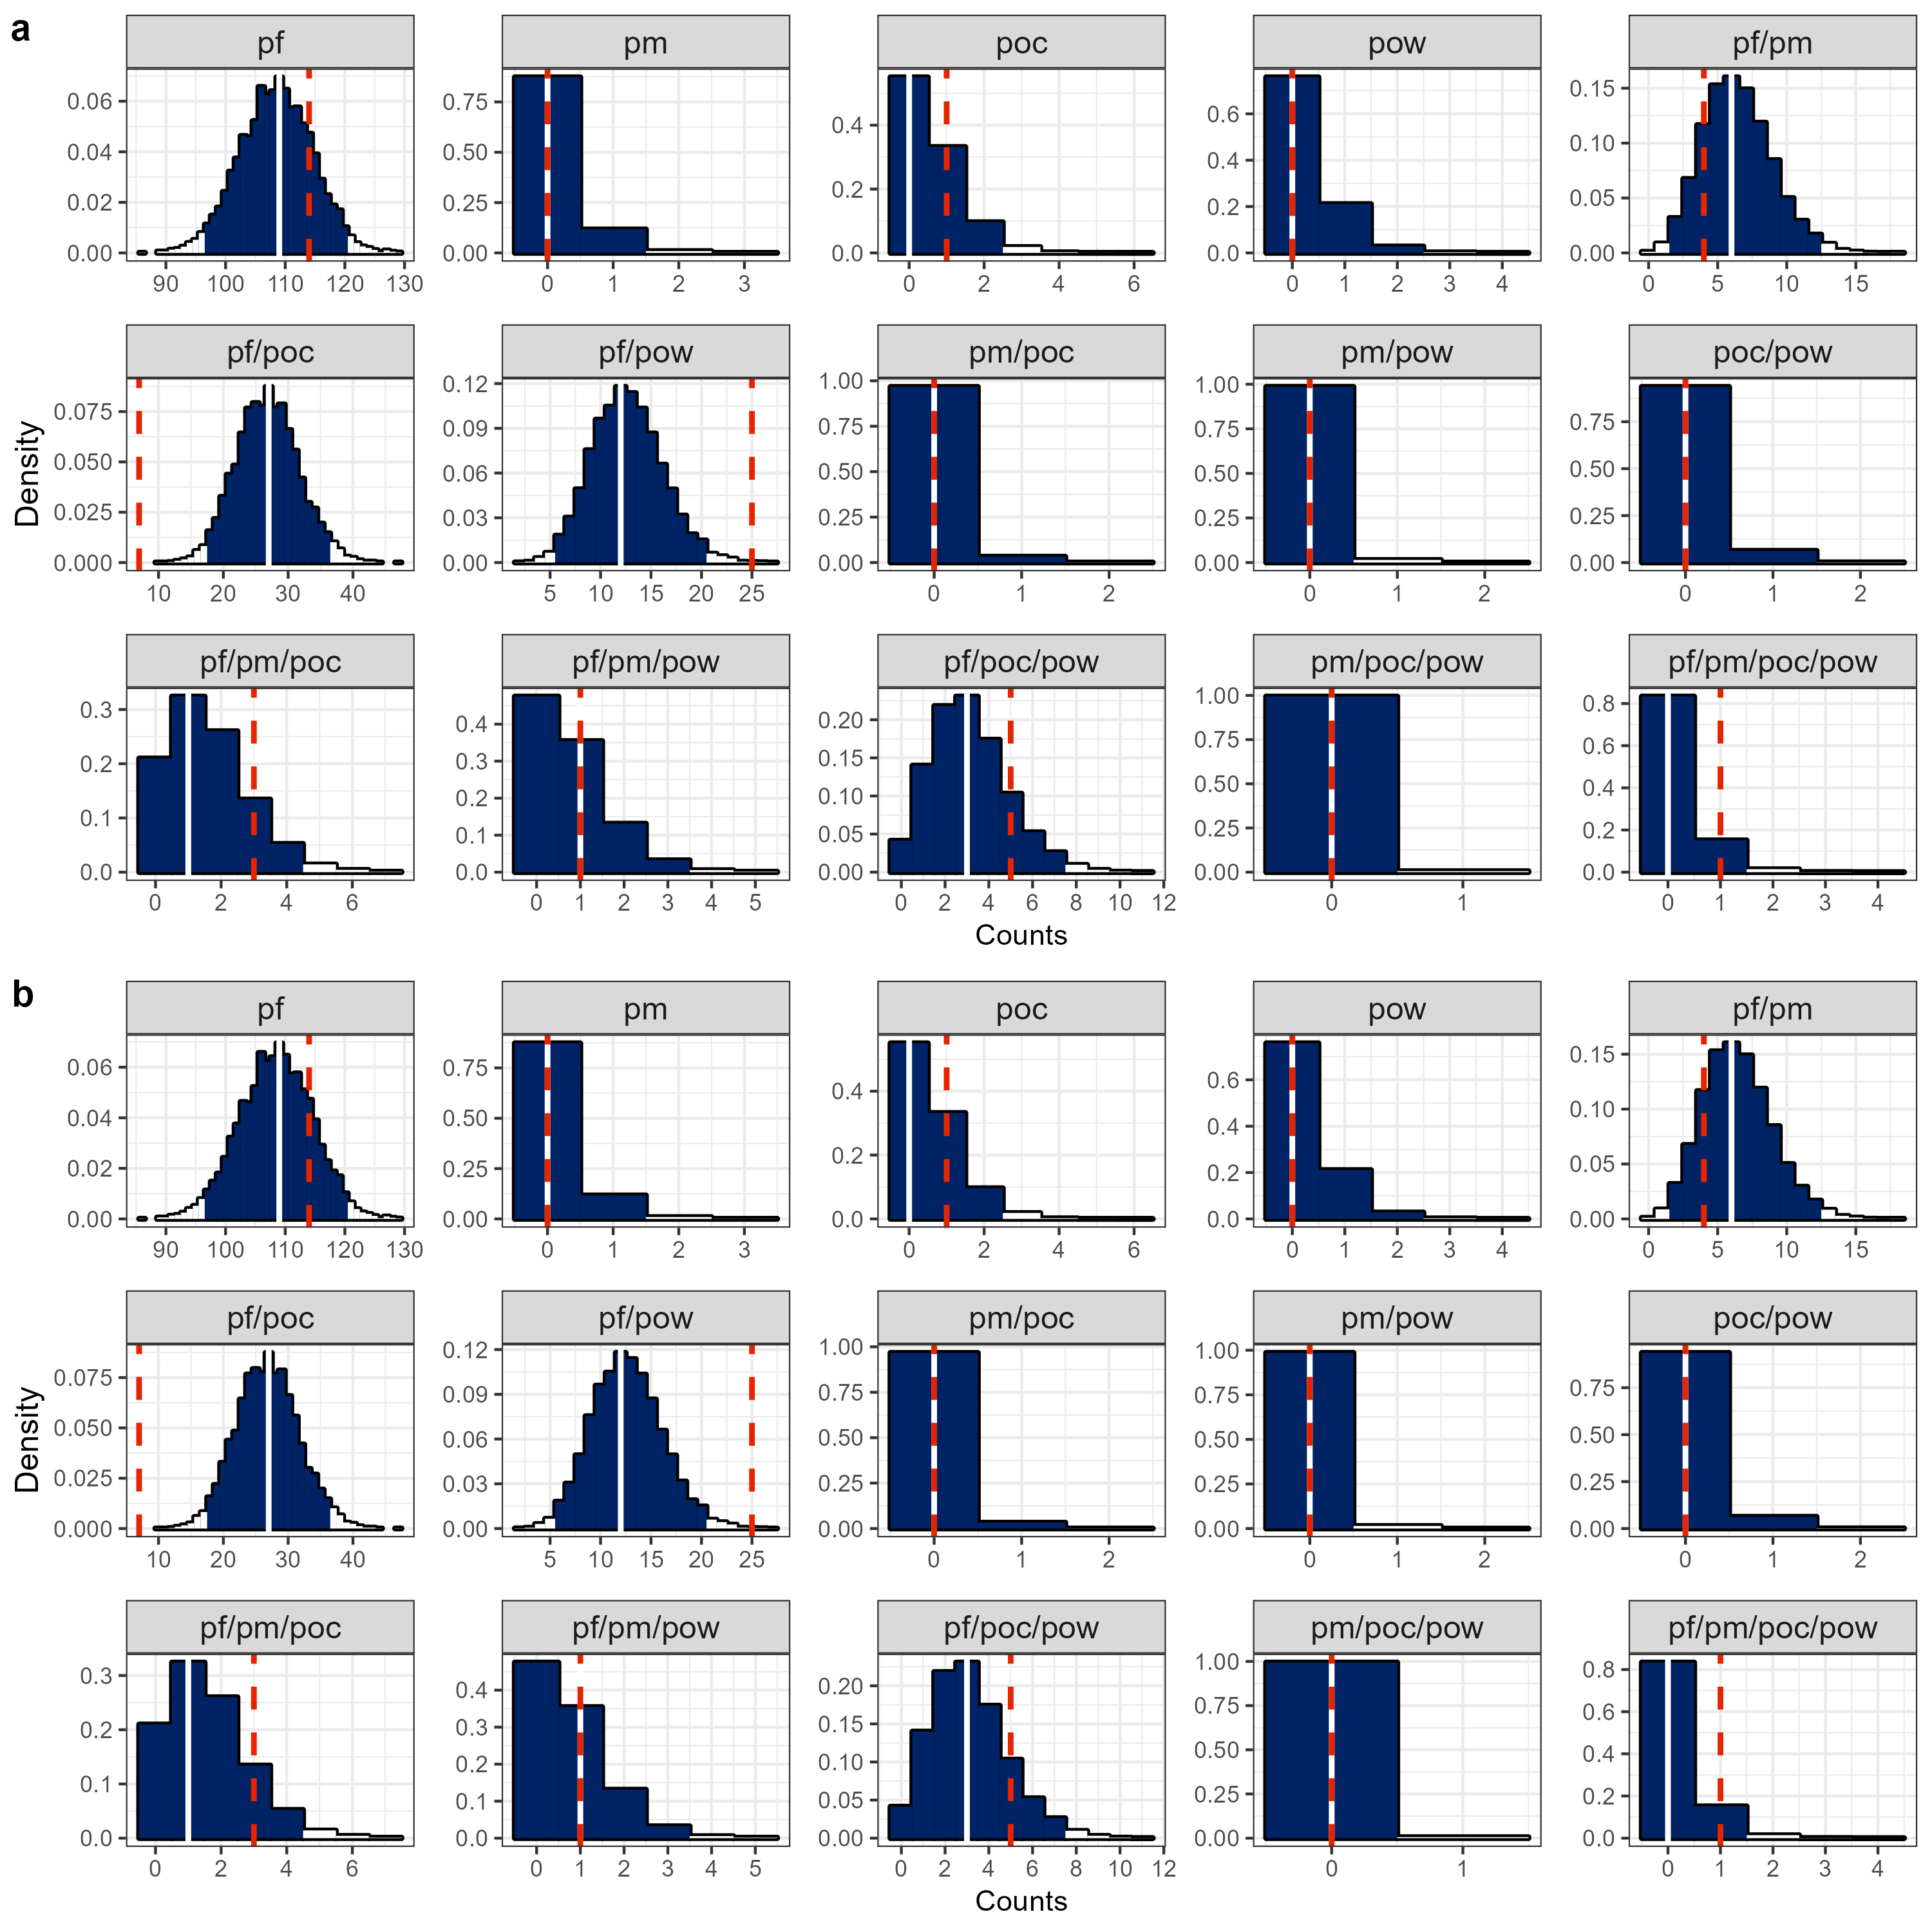 a
pf pm poc pow pf/pm
0.06 0.75 0.4 0.6 0.15
0.04 0.50 0.2 0.4 0.10
0.02 0.25 0.0 0.2 0.05
0.00 0.00 0.0 0.00
90 100 110 120 130 0 1 2 3 0 2 4 6 0 1 2 3 4 0 5 10 15
pf/poc pf/pow pm/poc pm/pow poc/pow
0.075 0.12 1.00 1.00 0.75
0.050 0.09 0.75 0.75 0.50
0.025 0.06 0.50 0.50 0.25
0.000 0.03 0.25 0.25 0.00
0.00 0.00 0.00
10 20 30 40 5 10 15 20 25 0 1 2 0 1 2 0 1 2
Density
pf/pm/poc pf/pm/pow pf/poc/pow pm/poc/pow pf/pm/poc/pow
0.3 0.4 0.20 1.00 0.8
0.2 0.3 0.15 0.75 0.6
0.1 0.2 0.10 0.50 0.4
0.0 0.1 0.05 0.25 0.2
0.0 0.00 0.00 0.0
0 2 4 6 0 1 2 3 4 5 0 2 4 6 8 10 12 0 1 0 1 2 3 4
Counts
b
pf pm poc pow pf/pm
0.06 0.75 0.4 0.6 0.15
0.04 0.50 0.2 0.4 0.10
0.02 0.25 0.0 0.2 0.05
0.00 0.00 0.0 0.00
90 100 110 120 130 0 1 2 3 0 2 4 6 0 1 2 3 4 0 5 10 15
pf/poc pf/pow pm/poc pm/pow poc/pow
0.075 0.12 1.00 1.00 0.75
0.050 0.09 0.75 0.75 0.50
0.025 0.06 0.50 0.50 0.25
0.000 0.03 0.25 0.25 0.00
0.00 0.00 0.00
10 20 30 40 5 10 15 20 25 0 1 2 0 1 2 0 1 2
Density
pf/pm/poc pf/pm/pow pf/poc/pow pm/poc/pow pf/pm/poc/pow
0.3 0.4 0.20 1.00 0.8
0.2 0.3 0.15 0.75 0.6
0.1 0.2 0.10 0.50 0.4
0.0 0.1 0.05 0.25 0.2
0.0 0.00 0.00 0.0
0 2 4 6 0 1 2 3 4 5 0 2 4 6 8 10 12 0 1 0 1 2 3 4
Counts